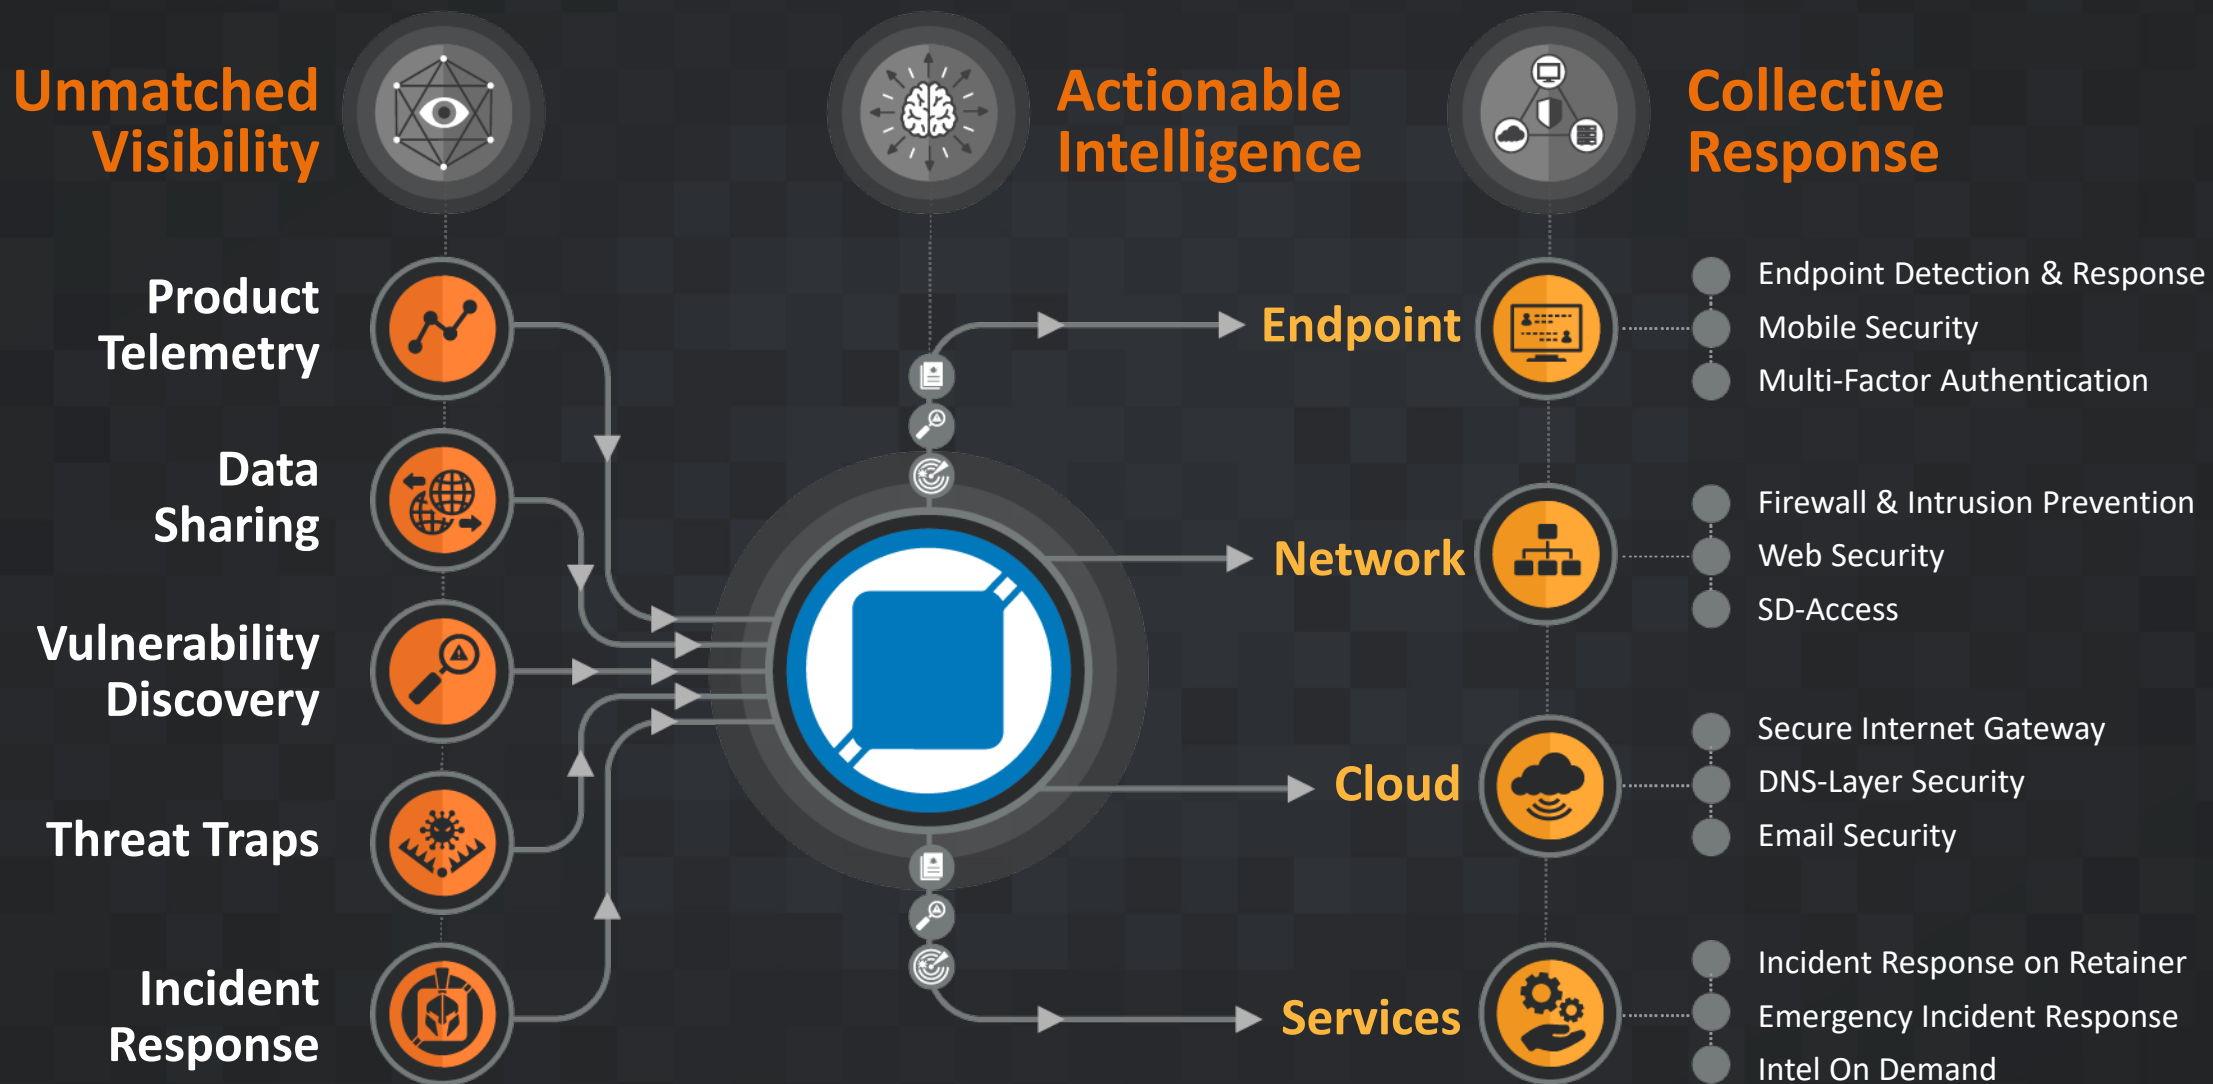 Unmatched
Visibility
Actionable
Intelligence
Collective
Response
Product
Telemetry
Data
Sharing
Vulnerability
Discovery
Threat Traps
Incident
Response
Endpoint
Endpoint Detection & Response
Mobile Security
Multi-Factor Authentication
Network
Firewall & Intrusion Prevention
Web Security
SD-Access
Cloud
Secure Internet Gateway
DNS-Layer Security
Email Security
Services
Incident Response on Retainer
Emergency Incident Response
Intel On Demand